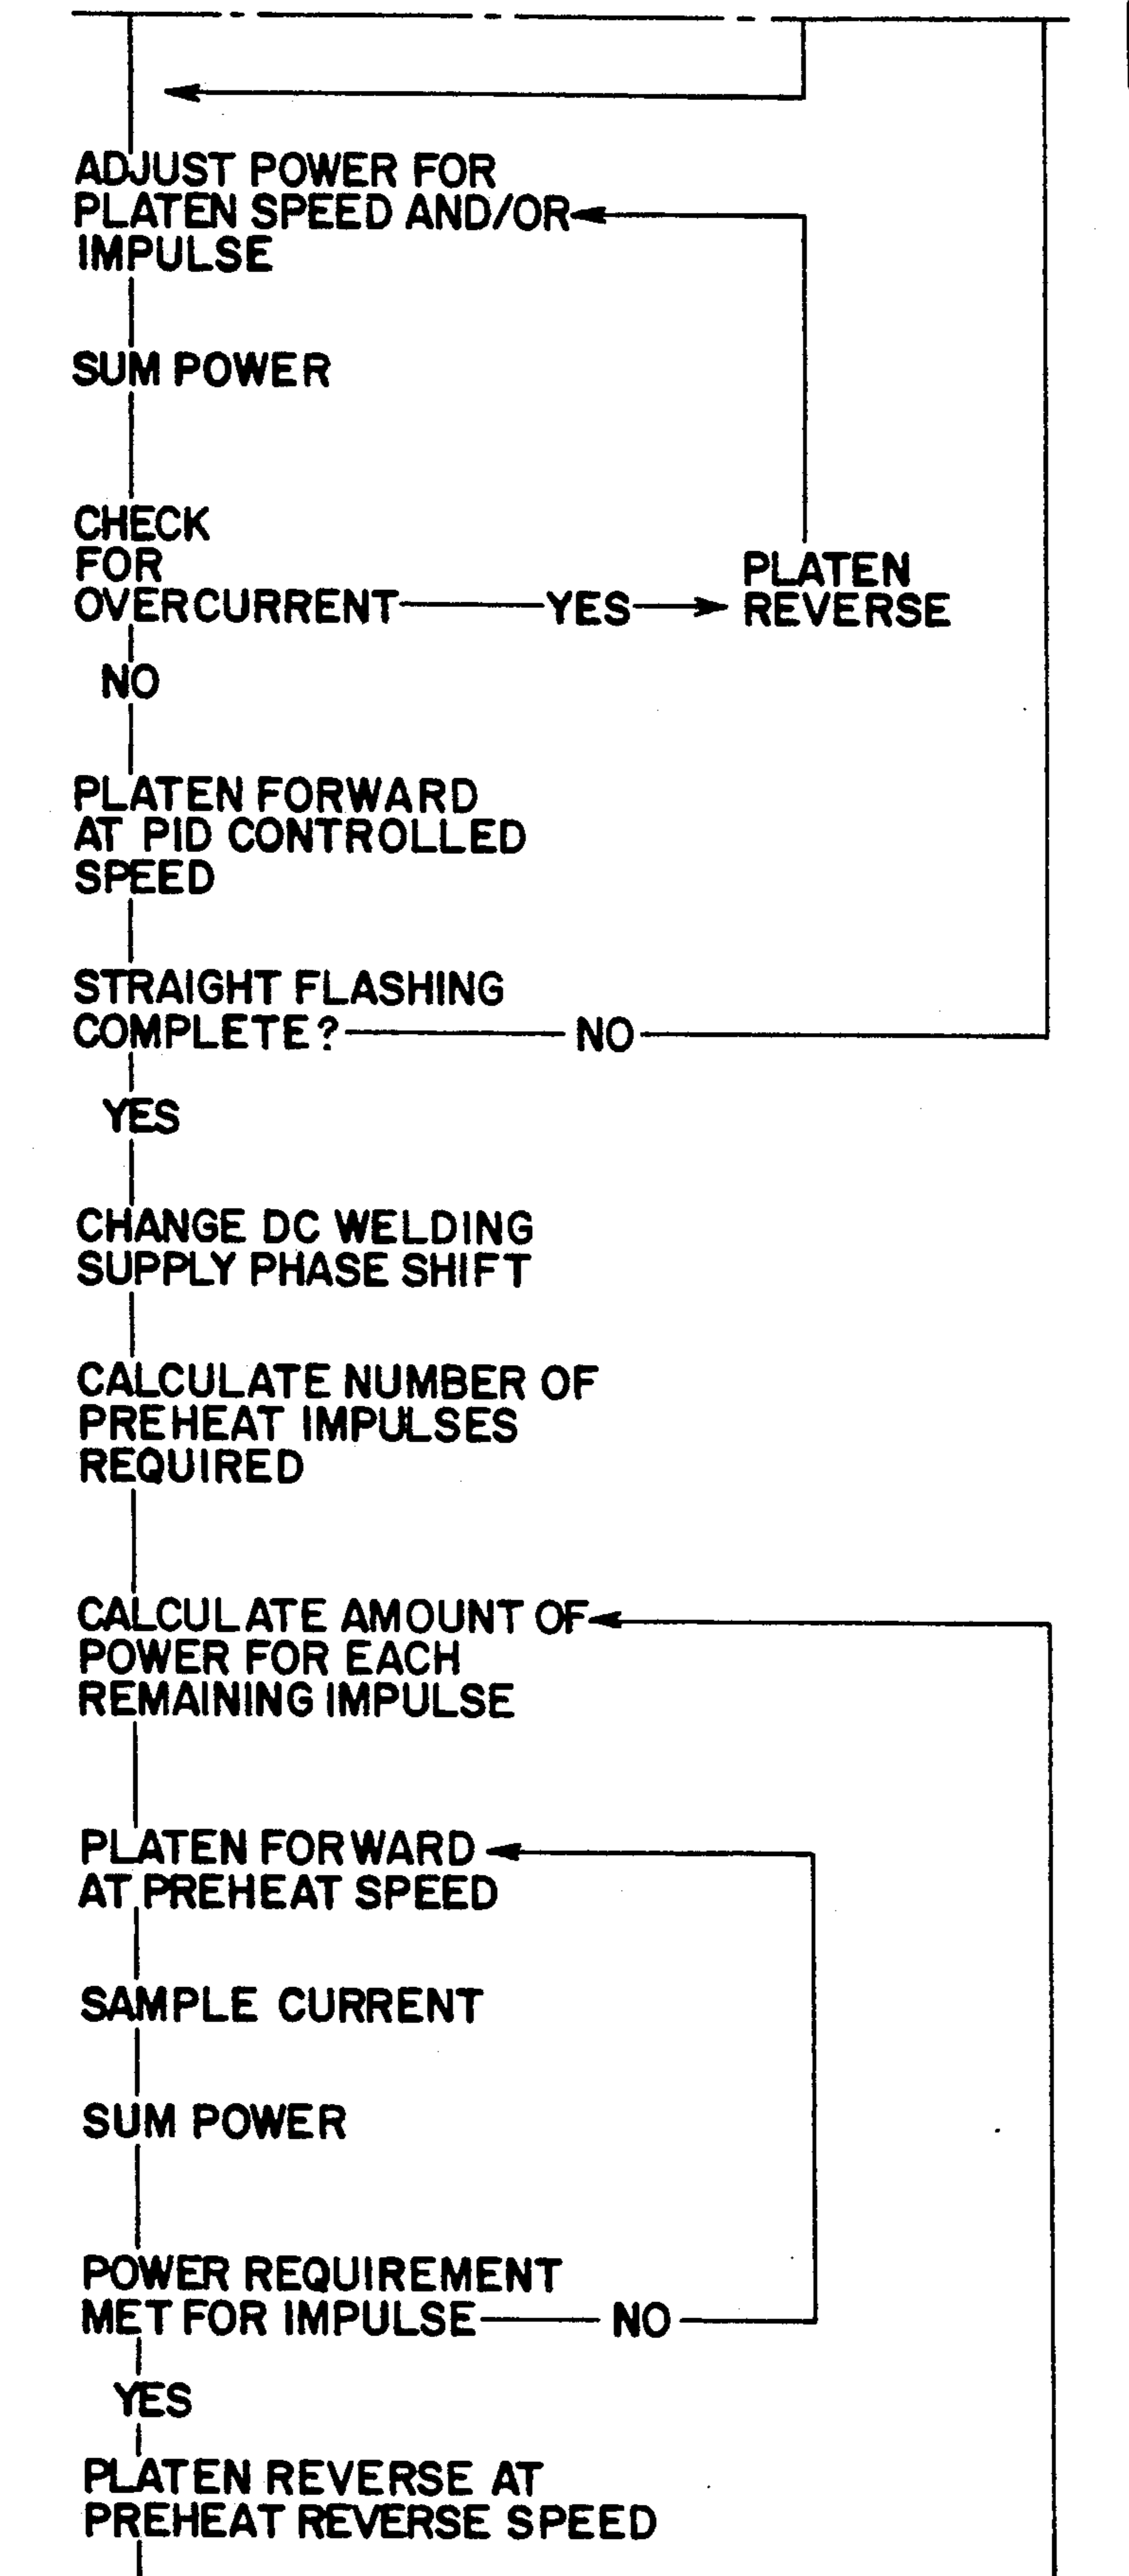 ADJUST POWER FOR
PLATEN SPEED AND/OR
IMPULSE
SUM POWER
CHECK
FOR
OVERCURRENT YES
PLATEN
REVERSE
NO
PLATEN FORWARD
AT PID CONTROLLED
SPEED
STRAIGHT FLASHING
COMPLETE? NO
YES
CHANGE DC WELDING
SUPPLY PHASE SHIFT
CALCULATE NUMBER OF
PREHEAT IMPULSES
REQUIRED
CALCULATE AMOUNT OF
POWER FOR EACH
REMAINING IMPULSE
PLATEN FORWARD
AT PREHEAT SPEED
SAMPLE CURRENT
SUM POWER
POWER REQUIREMENT
MET FOR IMPULSE NO
YES
PLATEN REVERSE AT
PREHEAT REVERSE SPEED